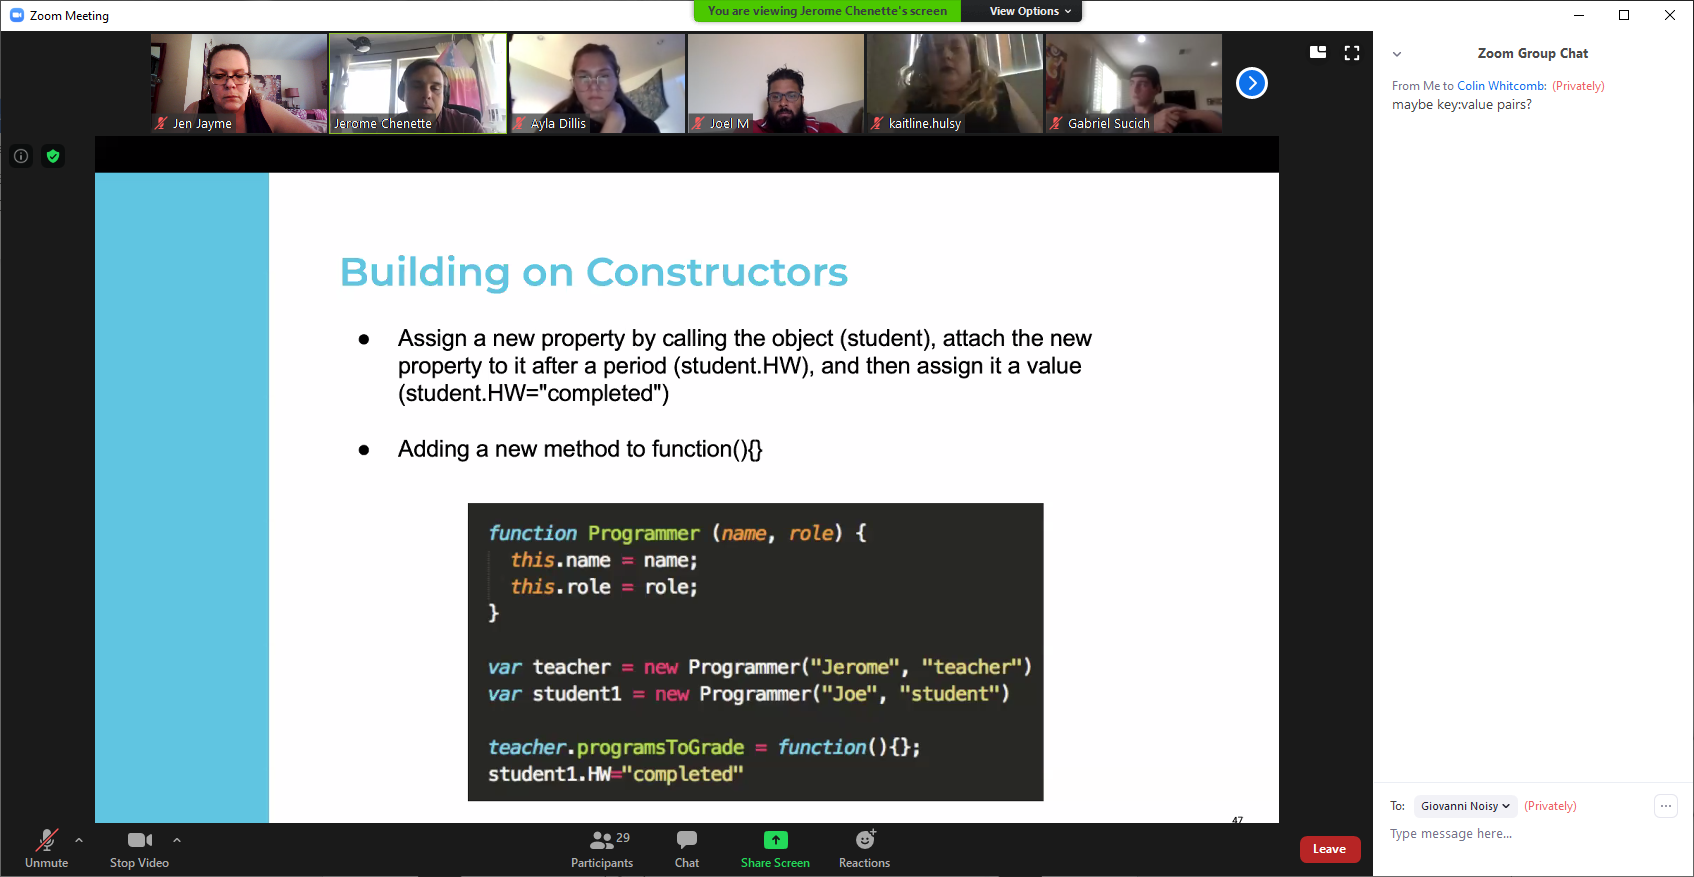 Zoom Meeting
You are viewing Jerome Chenette's screen
View Options
Jen Jayme
Jerome Chenette
Ayla Dillis
Joel M
kaitline.hulsy
Gabriel Sucich
Building on Constructors
● Assign a new property by calling the object (student), attach the new
property to it after a period (student.HW), and then assign it a value
(student.HW="completed")
● Adding a new method to function(){}
function Programmer (name, role) {
this.name = name;
this.role = role;
}
var teacher = new Programmer("Jerome", "teacher")
var student1 = new Programmer("Joe", "student")
teacher.programsToGrade = function(){};
student1.HW="completed"
47
Unmute
Stop Video
29
Participants
Chat
Share Screen
Reactions
Leave
Zoom Group Chat
From Me to Colin Whitcomb: (Privately)
maybe key:value pairs?
To: Giovanni Noisy (Privately)
Type message here...